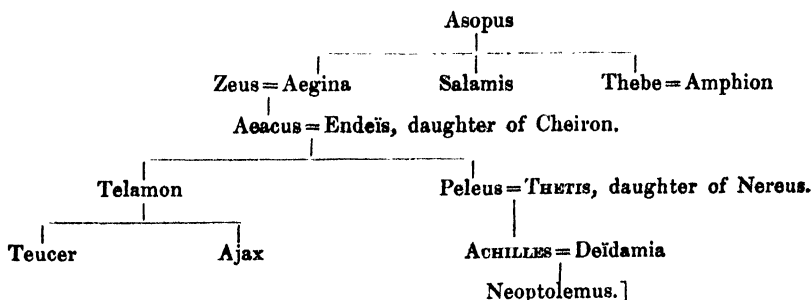 Asopus
Zeus = Aegina Salamis Thebe = Amphion
Aeacus = Endeïs, daughter of Cheiron.
Telamon Peleus = THETIS, daughter of Nereus.
Teucer Ajax ACHILLES = Deïdamia
Neoptolemus.]